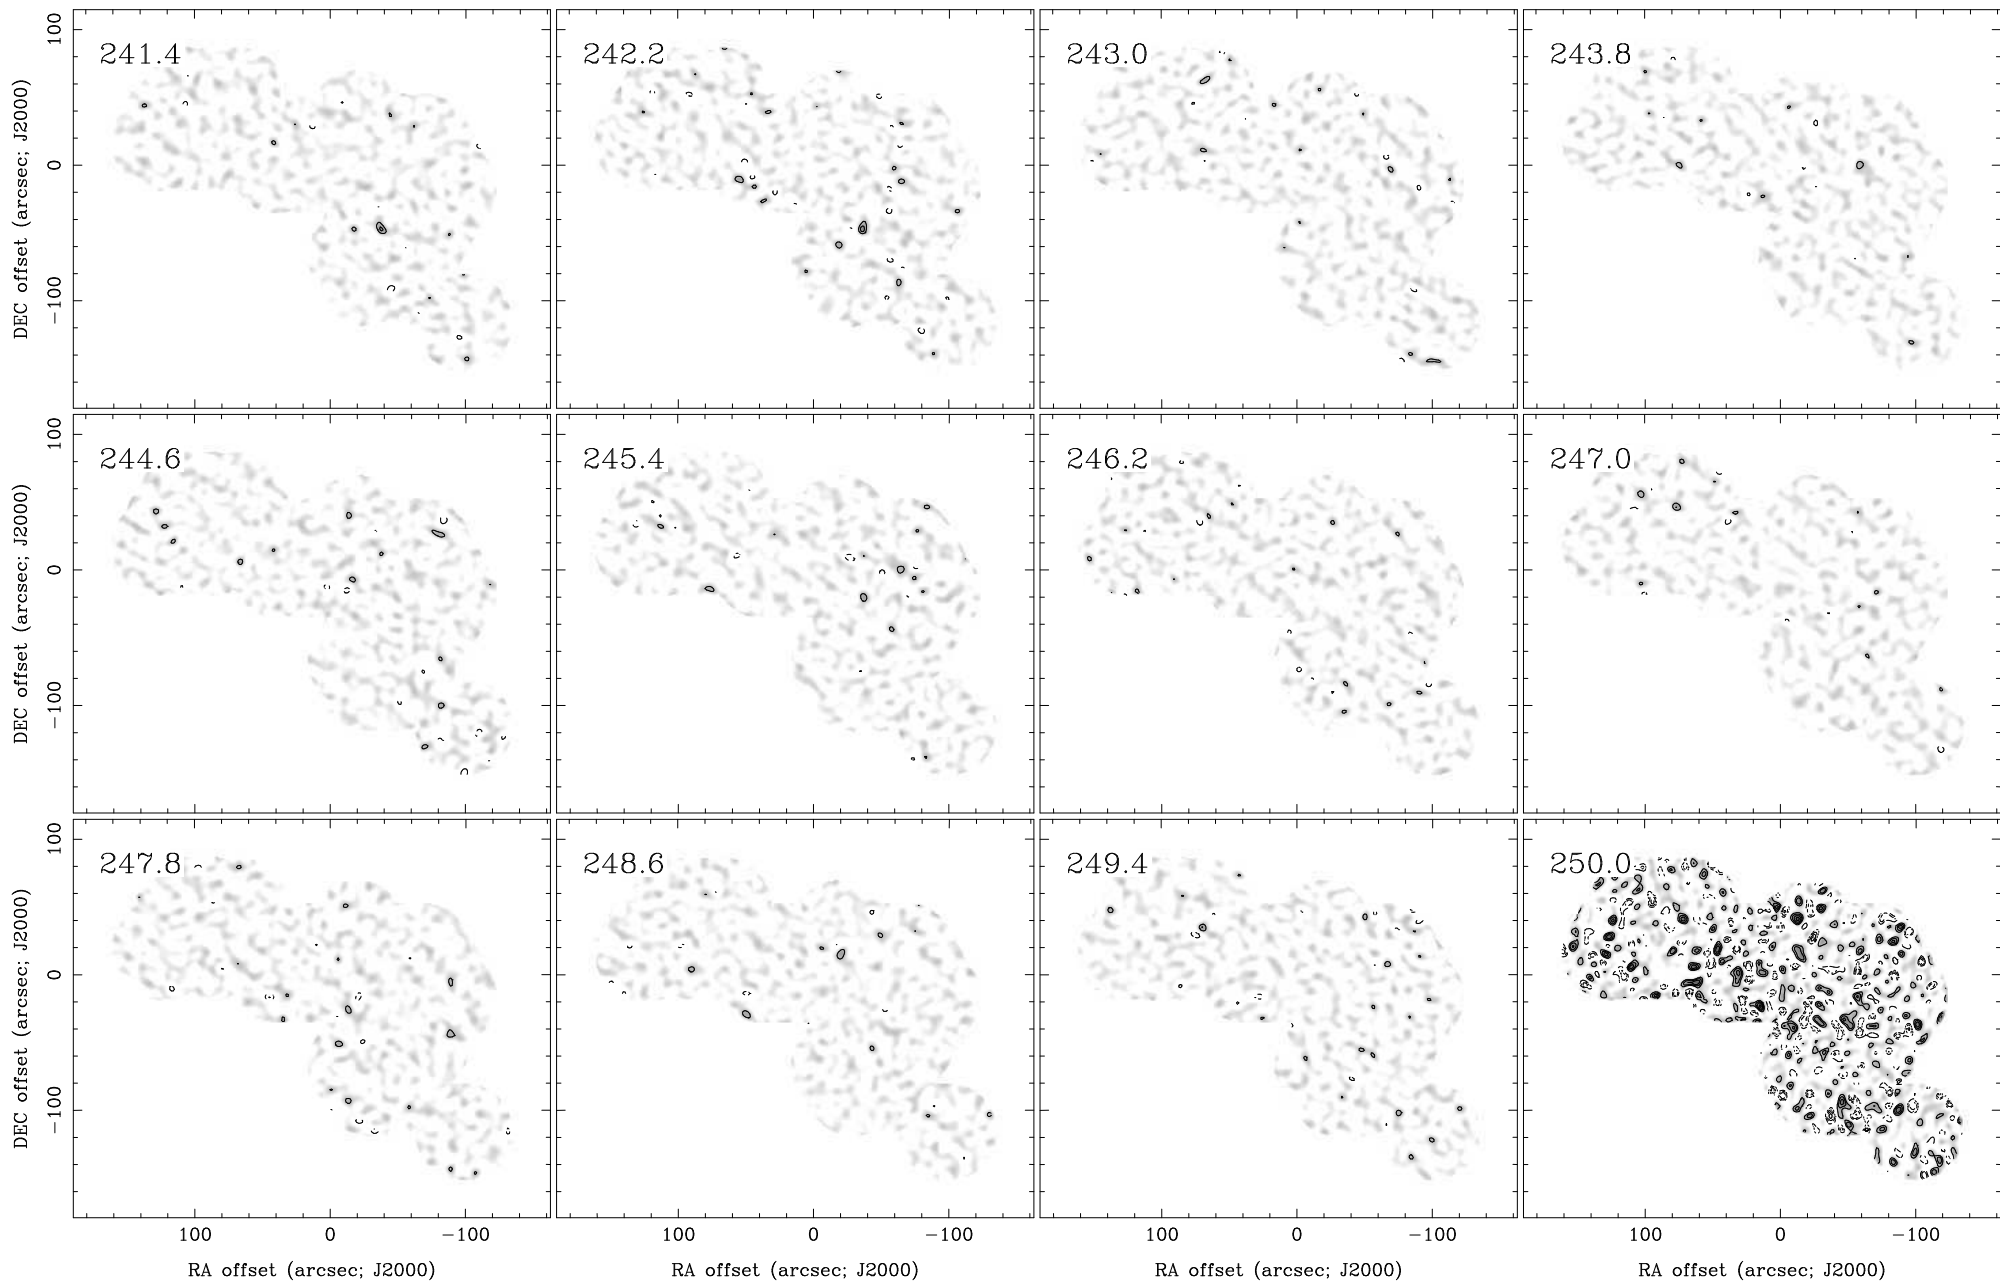 241.4 242.2 243.0 243.8
100
0
−100
DEC offset (arcsec; J2000)
244.6 245.4 246.2 247.0
100
0
−100
DEC offset (arcsec; J2000)
247.8 248.6 249.4 250.0
100
0
−100
DEC offset (arcsec; J2000)
100 0 −100 100 0 −100 100 0 −100 100 0 −100
RA offset (arcsec; J2000) RA offset (arcsec; J2000) RA offset (arcsec; J2000) RA offset (arcsec; J2000)